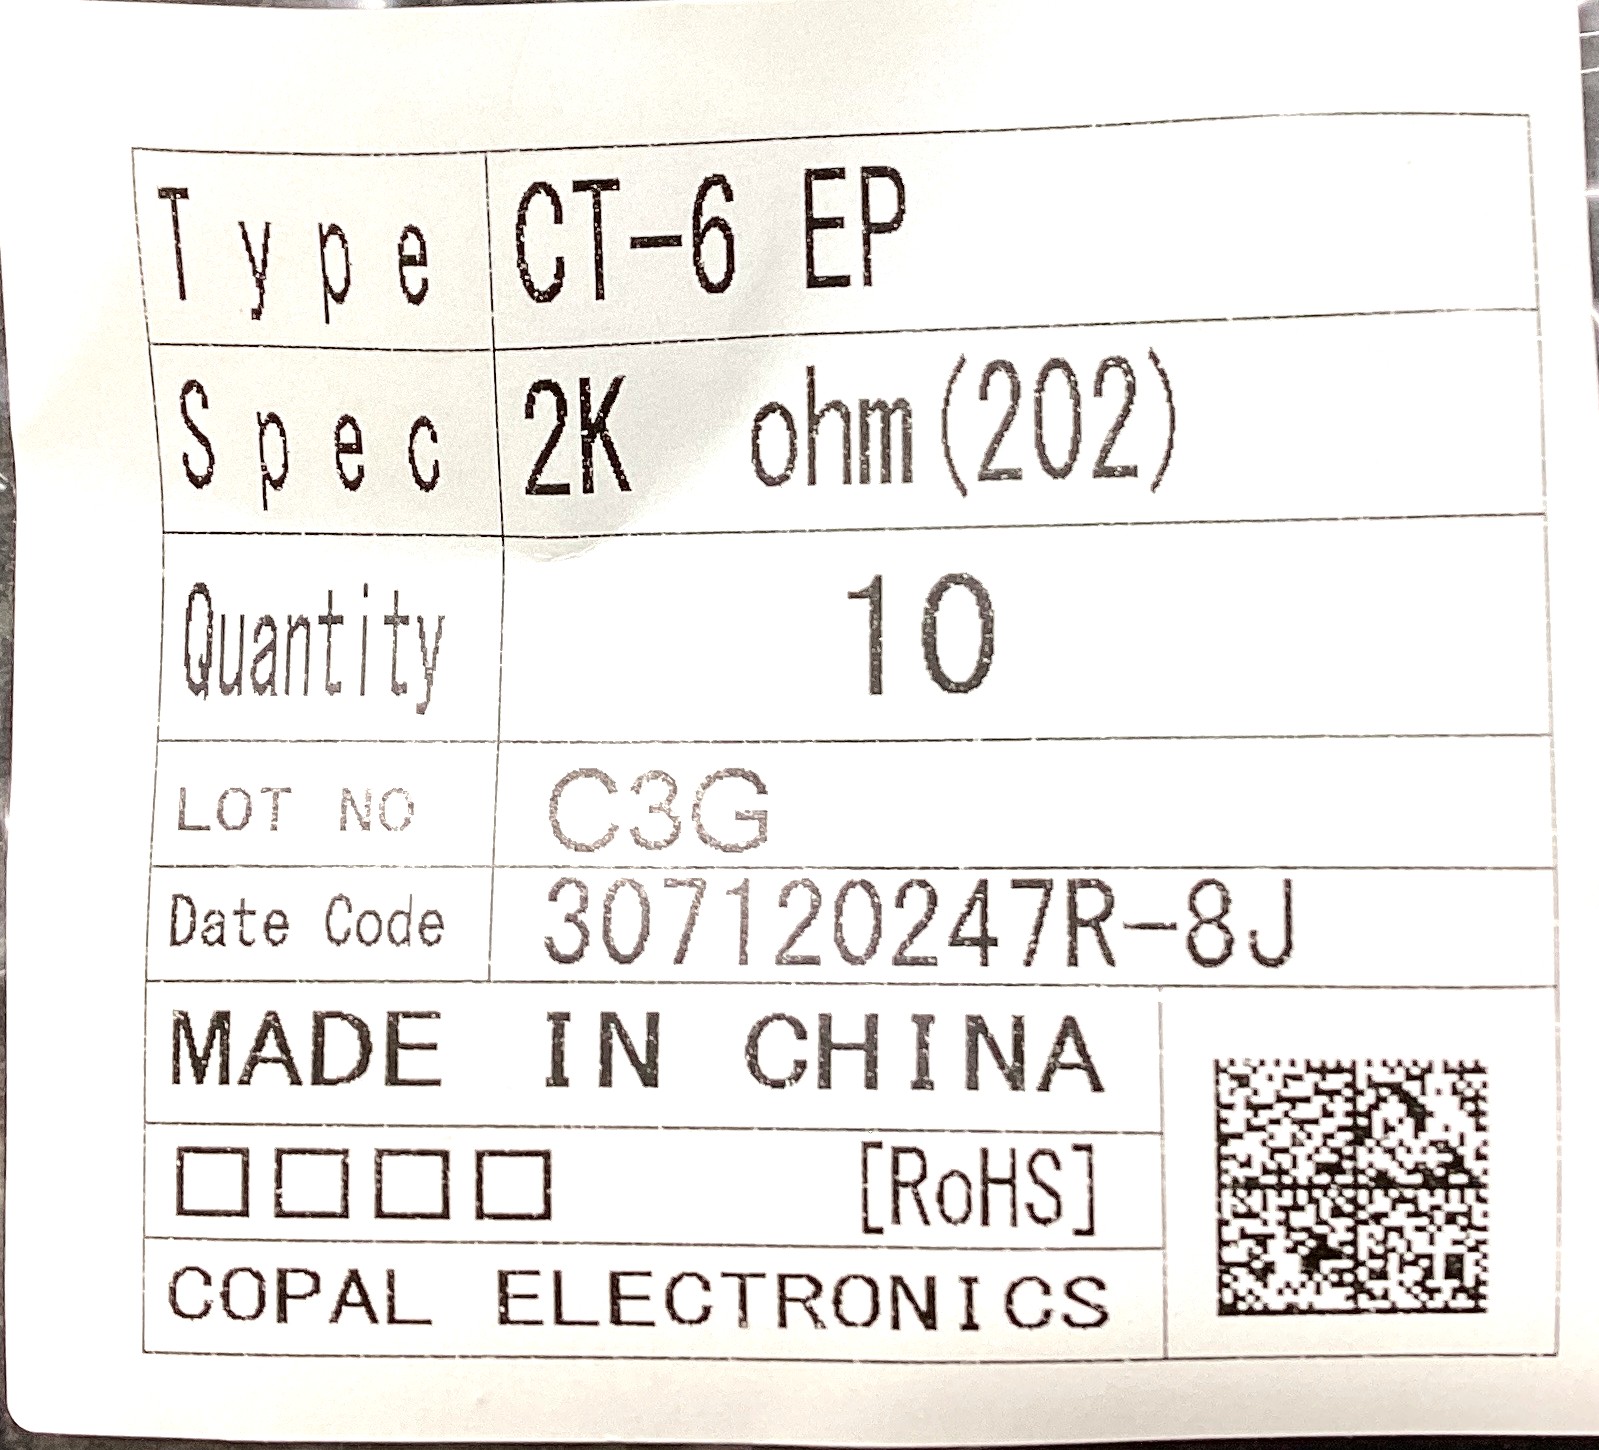 Type CT-6 EP
Spec 2K ohm(202)
Quantity 10
LOT NO C3G
Date Code 307120247R-8J
MADE IN CHINA
□□□□ [RoHS]
COPAL ELECTRONICS